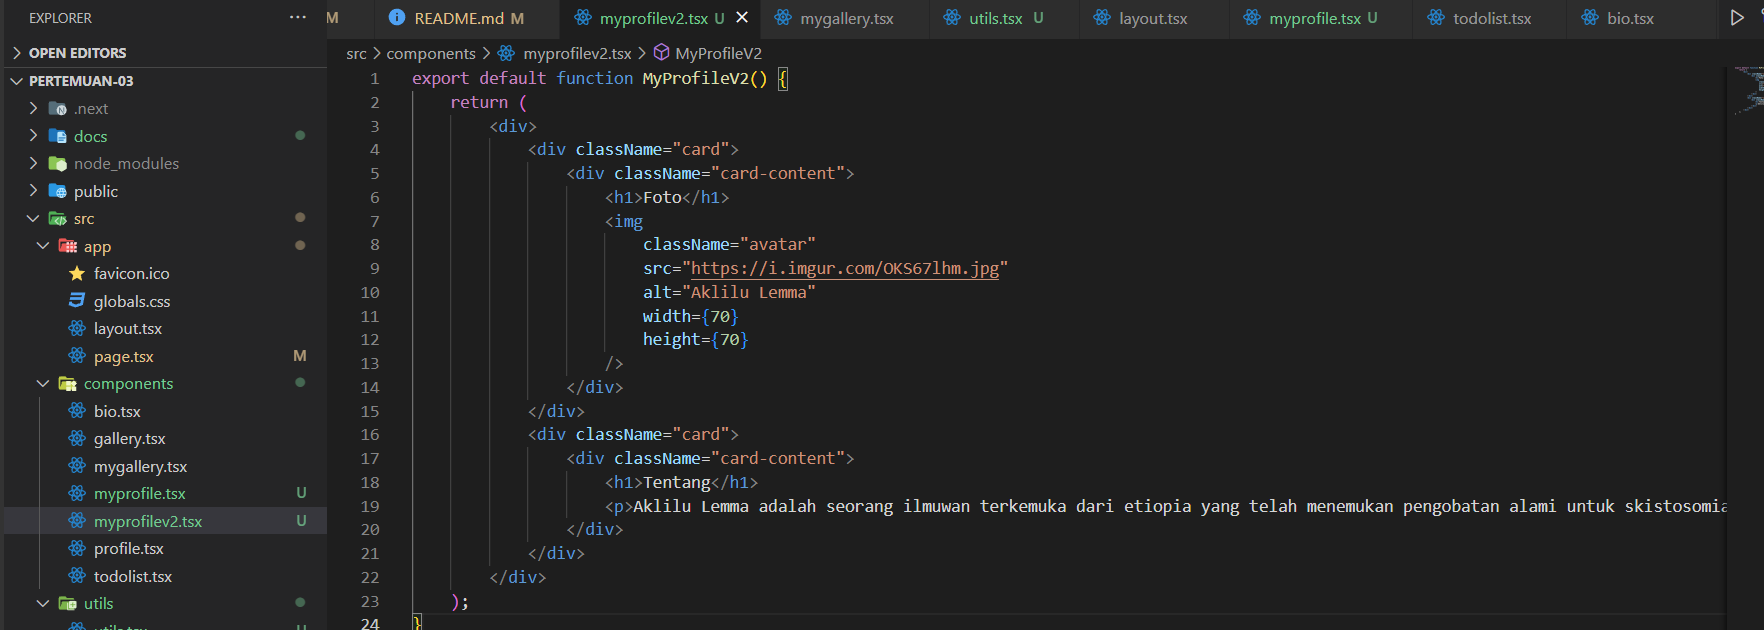 EXPLORER ···
OPEN EDITORS
PERTEMUAN-03
.next
docs
node_modules
public
src
app
favicon.ico
globals.css
layout.tsx
page.tsx M
components
bio.tsx
gallery.tsx
mygallery.tsx
myprofile.tsx U
myprofilev2.tsx U
profile.tsx
todolist.tsx
utils
M README.md M myprofilev2.tsx U mygallery.tsx utils.tsx U layout.tsx myprofile.tsx U todolist.tsx bio.tsx
src > components > myprofilev2.tsx > MyProfileV2
1 export default function MyProfileV2() {
2 return (
3 <div>
4 <div className="card">
5 <div className="card-content">
6 <h1>Foto</h1>
7 <img
8 className="avatar"
9 src="https://i.imgur.com/OKS67lhm.jpg"
10 alt="Aklilu Lemma"
11 width={70}
12 height={70}
13 />
14 </div>
15 </div>
16 <div className="card">
17 <div className="card-content">
18 <h1>Tentang</h1>
19 <p>Aklilu Lemma adalah seorang ilmuwan terkemuka dari etiopia yang telah menemukan pengobatan alami untuk skistosomia
20 </div>
21 </div>
22 </div>
23 );
24 }